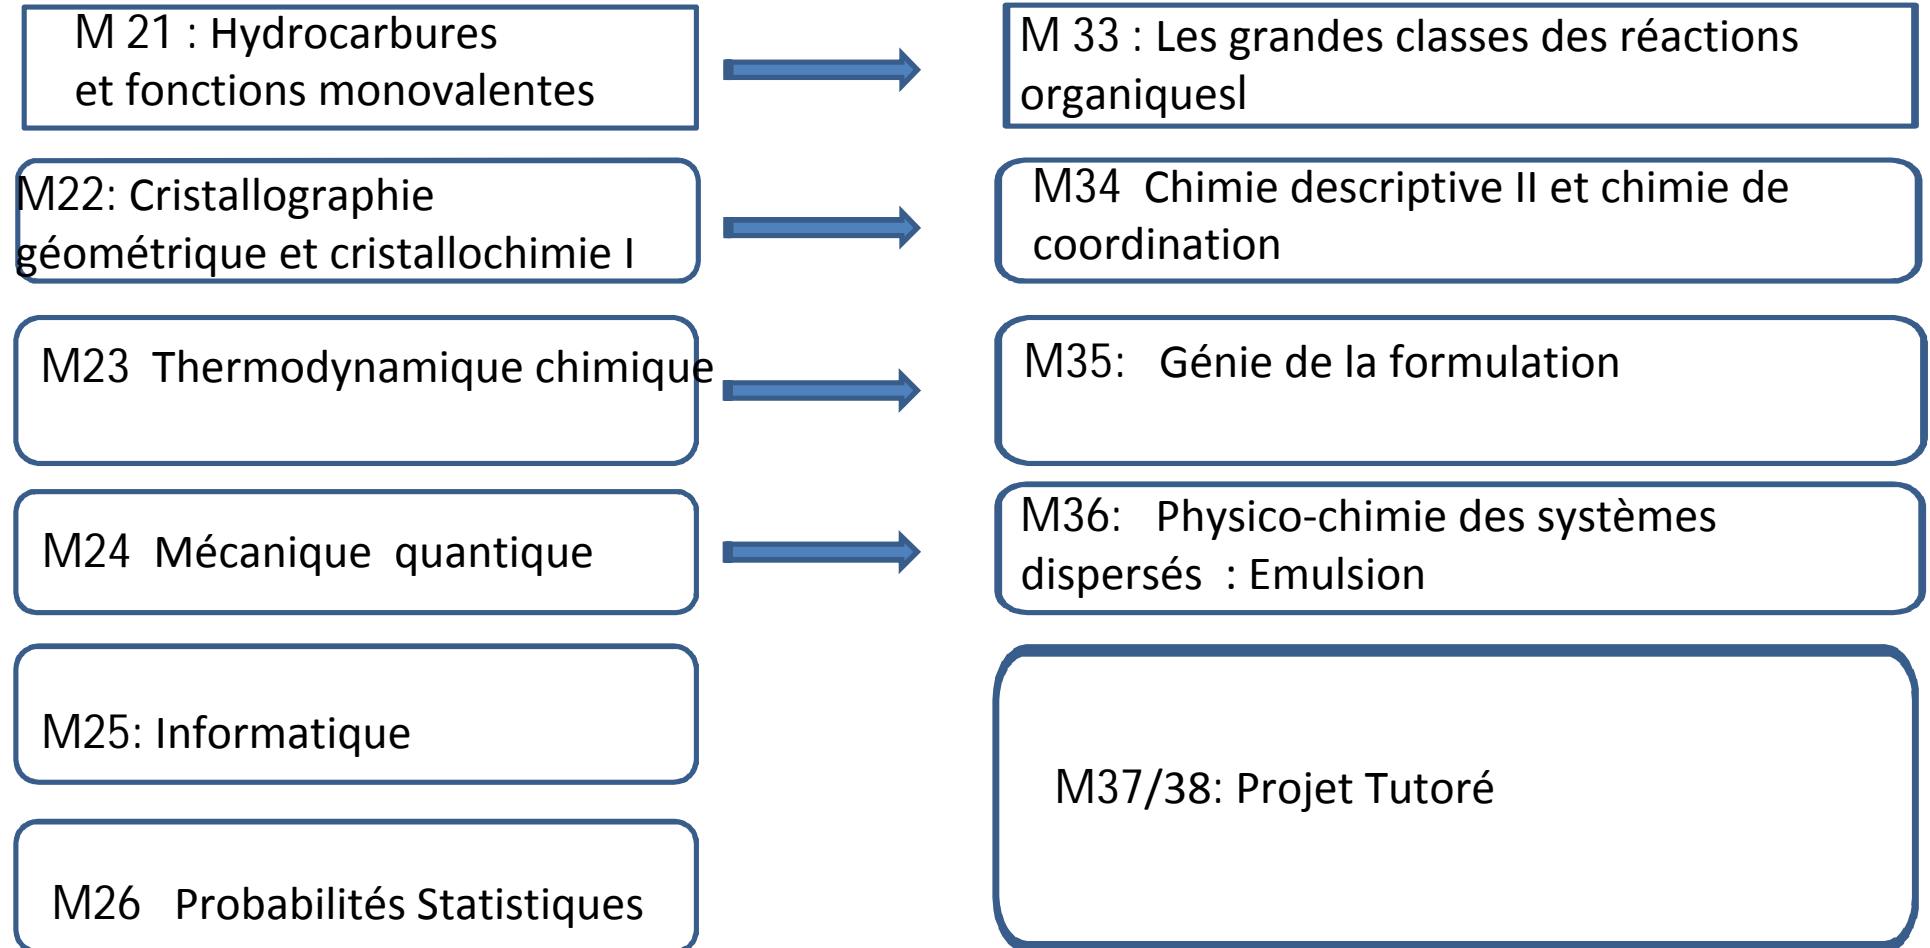 M 21 : Hydrocarbures
et fonctions monovalentes
M 33 : Les grandes classes des réactions
organiquesl
M22: Cristallographie
géométrique et cristallochimie I
M34 Chimie descriptive II et chimie de
coordination
M23 Thermodynamique chimique
M35: Génie de la formulation
M24 Mécanique quantique
M36: Physico-chimie des systèmes
dispersés : Emulsion
M25: Informatique
M37/38: Projet Tutoré
M26 Probabilités Statistiques